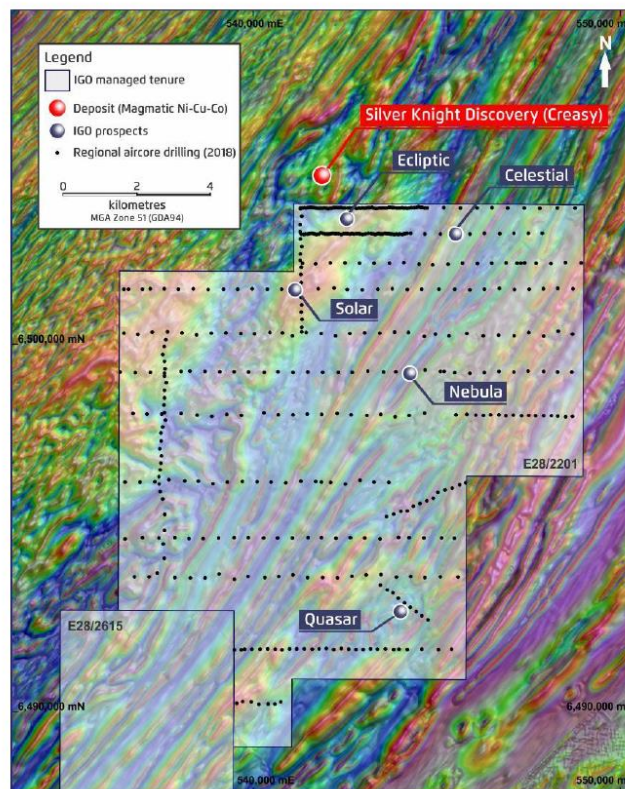 540,000 mE
550,000 mE
N
Legend
IGO managed tenure
Deposit (Magmatic Ni-Cu-Co)
IGO prospects
Regional aircore drilling (2018)
0 2 4
kilometres
MGA Zone 51 (GDA94)
Silver Knight Discovery (Creasy)
Ecliptic
Celestial
Solar
6,500,000 mN
Nebula
E28/2201
Quasar
E28/2615
6,490,000 mN
6,490,000 mN
540,000 mE
550,000 mE